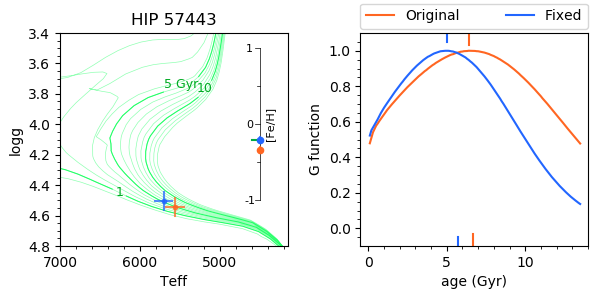 HIP 57443
Original
Fixed
3.4
3.6
3.8
4.0
4.2
4.4
4.6
4.8
logg
7000
6000
5000
Teff
5 Gyr
10
1
1
0
-1
[Fe/H]
1.0
0.8
0.6
0.4
0.2
0.0
G function
0
5
10
age (Gyr)